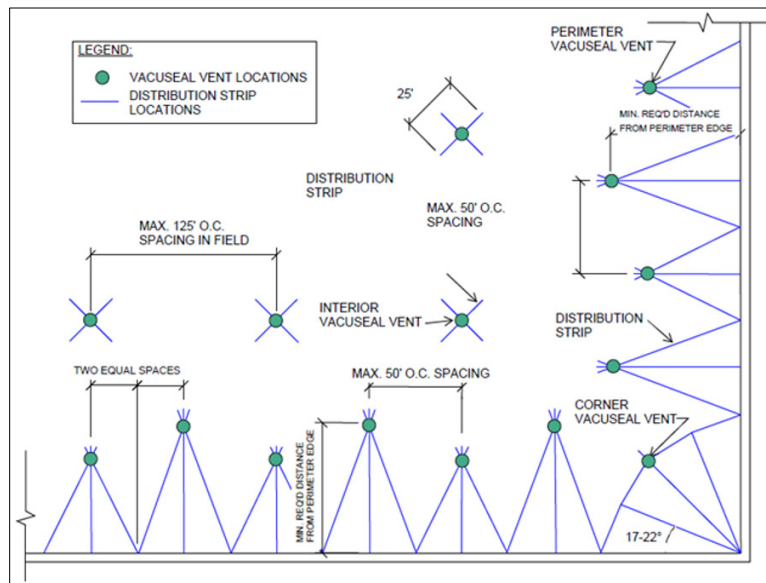 LEGEND:
VACUSEAL VENT LOCATIONS
DISTRIBUTION STRIP
LOCATIONS
PERIMETER
VACUSEAL VENT
25'
MIN. REQ'D DISTANCE
FROM PERIMETER EDGE
DISTRIBUTION
STRIP
MAX. 50' O.C.
SPACING
MAX. 125' O.C.
SPACING IN FIELD
INTERIOR
VACUSEAL VENT
DISTRIBUTION
STRIP
TWO EQUAL SPACES
MAX. 50' O.C. SPACING
CORNER
VACUSEAL VENT
MIN. REQ'D DISTANCE
FROM PERIMETER EDGE
17-22°